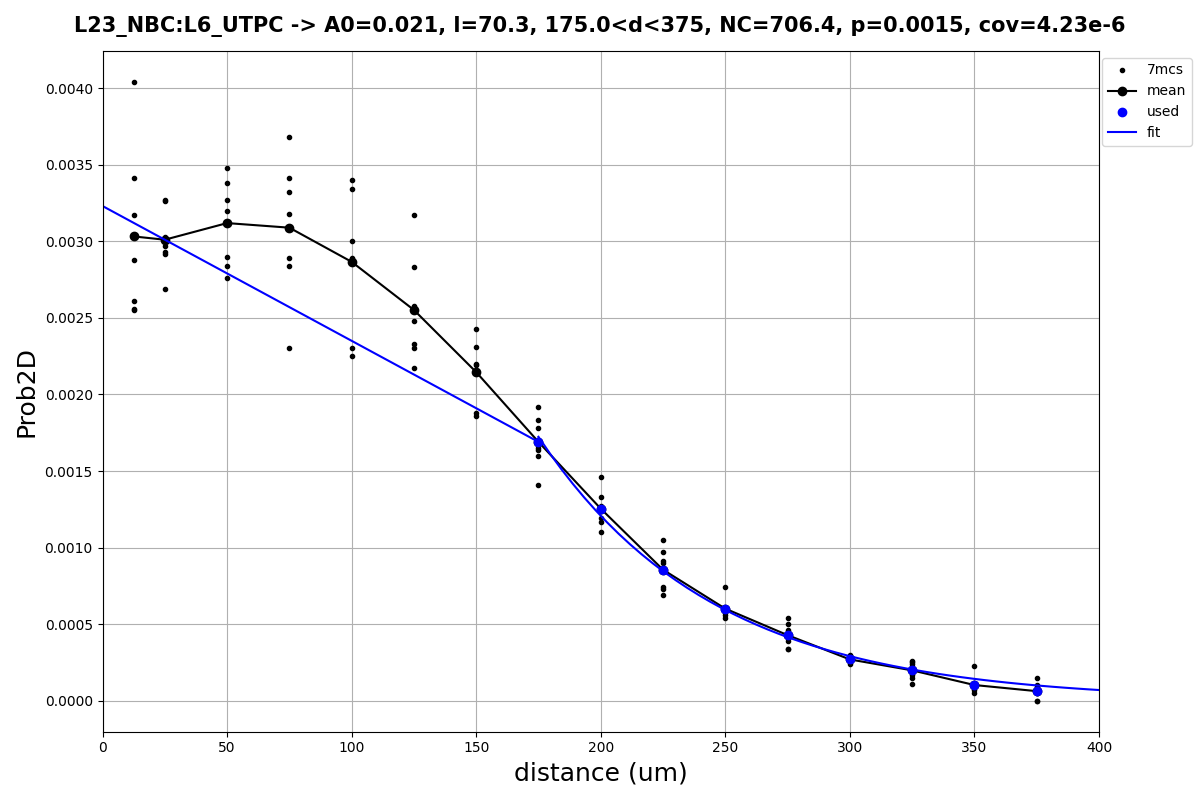 L23_NBC:L6_UTPC -> A0=0.021, l=70.3, 175.0<d<375, NC=706.4, p=0.0015, cov=4.23e-6
7mcs
mean
used
fit
0.0040
0.0035
0.0030
0.0025
0.0020
0.0015
0.0010
0.0005
0.0000
Prob2D
0 50 100 150 200 250 300 350 400
distance (um)